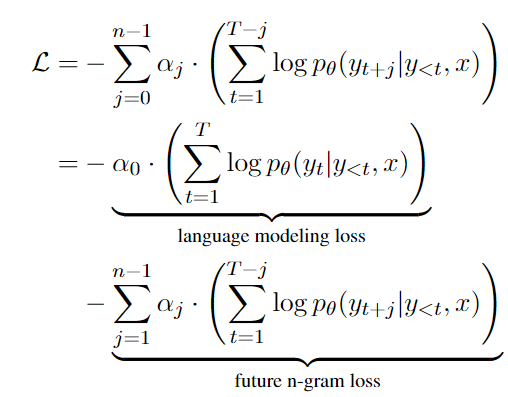 $\mathcal{L} = -\sum_{j=0}^{n-1} \alpha_j \cdot \left( \sum_{t=1}^{T-j} \log p_\theta(y_{t+j}|y_{<t}, x) \right)$
$= -\underbrace{\alpha_0 \cdot \left( \sum_{t=1}^{T} \log p_\theta(y_t|y_{<t}, x) \right)}$
language modeling loss
$-\underbrace{\sum_{j=1}^{n-1} \alpha_j \cdot \left( \sum_{t=1}^{T-j} \log p_\theta(y_{t+j}|y_{<t}, x) \right)}$
future n-gram loss